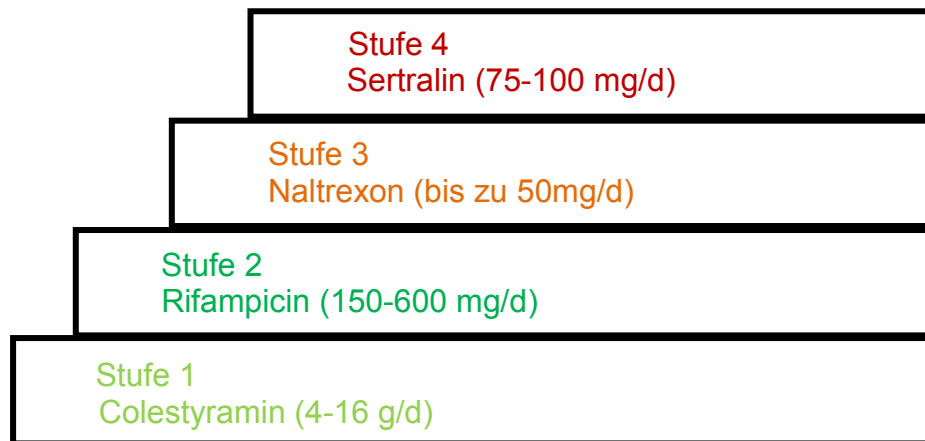 Stufe 4
Sertralin (75-100 mg/d)
Stufe 3
Naltrexon (bis zu 50mg/d)
Stufe 2
Rifampicin (150-600 mg/d)
Stufe 1
Colestyramin (4-16 g/d)